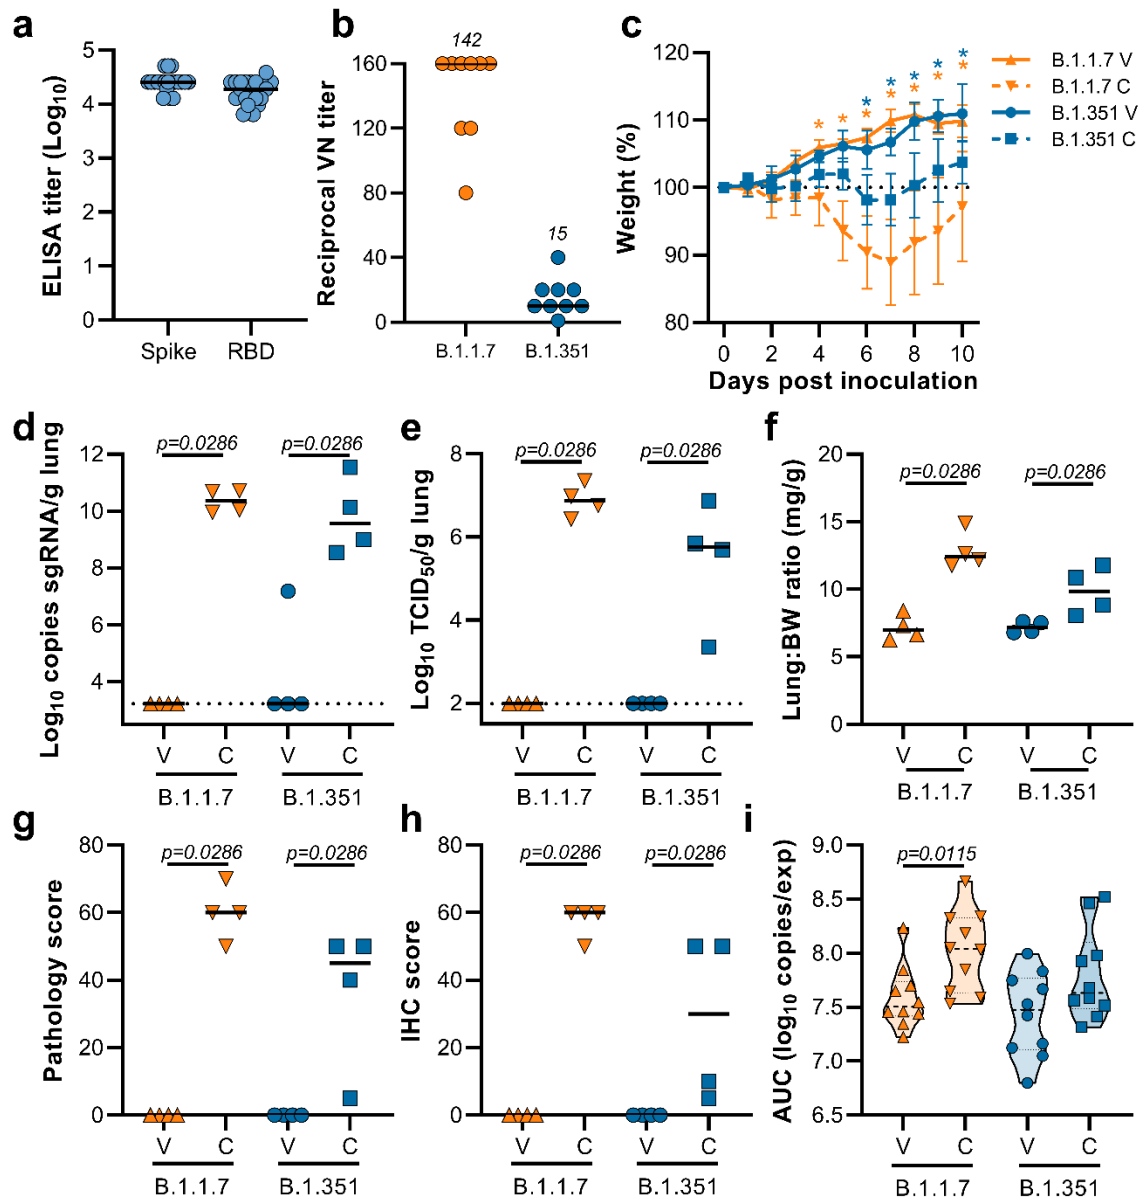 a
ELISA titer (Log10)
5
4
3
2
1
0
Spike
RBD
b
Reciprocal VN titer
160
120
80
40
0
142
15
B.1.1.7
B.1.351
c
Weight (%)
120
110
100
90
80
* * * * *
* * * * * * *
0 2 4 6 8 10
Days post inoculation
B.1.1.7 V
B.1.1.7 C
B.1.351 V
B.1.351 C
d
Log10 copies sgRNA/g lung
12
10
8
6
4
p=0.0286
p=0.0286
V C V C
B.1.1.7
B.1.351
e
Log10 TCID50/g lung
8
6
4
2
p=0.0286
p=0.0286
V C V C
B.1.1.7
B.1.351
f
Lung:BW ratio (mg/g)
20
15
10
5
0
p=0.0286
p=0.0286
V C V C
B.1.1.7
B.1.351
g
Pathology score
80
60
40
20
0
p=0.0286
p=0.0286
V C V C
B.1.1.7
B.1.351
h
IHC score
80
60
40
20
0
p=0.0286
p=0.0286
V C V C
B.1.1.7
B.1.351
i
AUC (log10 copies/exp)
9.0
8.5
8.0
7.5
7.0
6.5
p=0.0115
V C V C
B.1.1.7
B.1.351